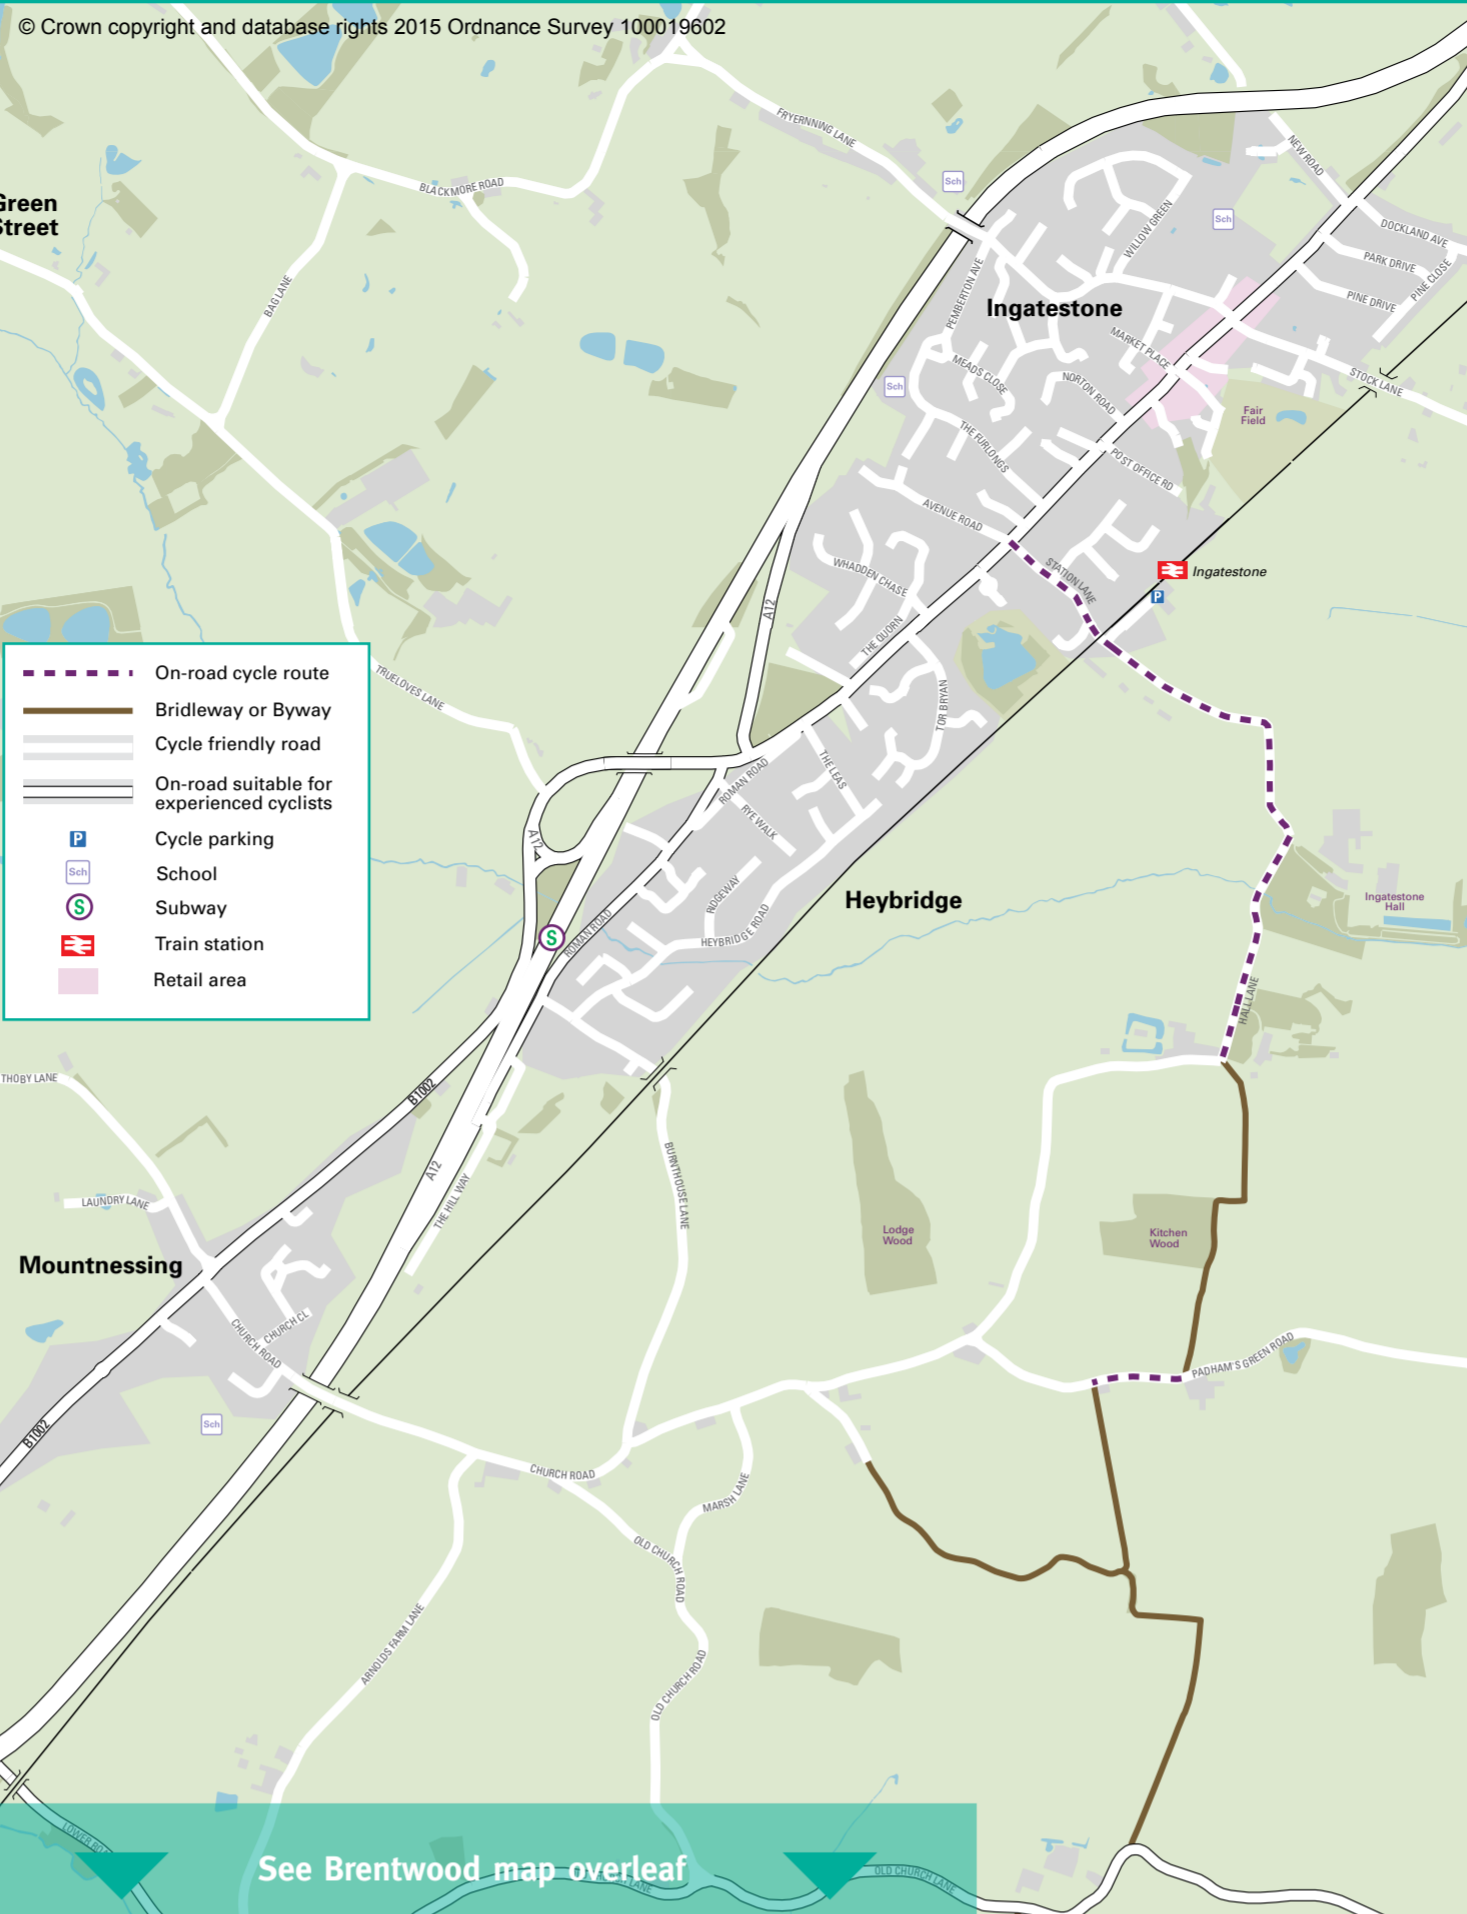 © Crown copyright and database rights 2015 Ordnance Survey 100019602
FRYERNNING LANE
Sch
NEW ROAD
BLACKMORE ROAD
Green
Street
Sch
WILLOW GREEN
DOCKLAND AVE
PARK DRIVE
PINE CLOSE
PINE DRIVE
BAG LANE
PEMBERTON AVE
Ingatestone
MARKET PLACE
MEADS CLOSE
NORTON ROAD
STOCK LANE
Sch
Fair
Field
THE FURLONGS
POST OFFICE RD
AVENUE ROAD
STATION LANE
Ingatestone
P
WHADDEN CHASE
A12
THE QUORN
TOR BRYAN
TRUELOVES LANE
On-road cycle route
Bridleway or Byway
Cycle friendly road
On-road suitable for
experienced cyclists
P
Cycle parking
Sch
School
S
Subway
Train station
Retail area
ROMAN ROAD
THE LEAS
RYE WALK
A12
RIDGEWAY
HEYBRIDGE ROAD
Heybridge
Ingatestone
Hall
S
ROMAN ROAD
HALL LANE
THOBY LANE
B1002
A12
THE HILL WAY
BURNTHOUSE LANE
LAUNDRY LANE
Lodge
Wood
Kitchen
Wood
Mountnessing
CHURCH CL
CHURCH ROAD
PADHAM'S GREEN ROAD
Sch
B1002
CHURCH ROAD
MARSH LANE
OLD CHURCH ROAD
ARNOLDS FARM LANE
OLD CHURCH ROAD
See Brentwood map overleaf
OLD CHURCH LANE